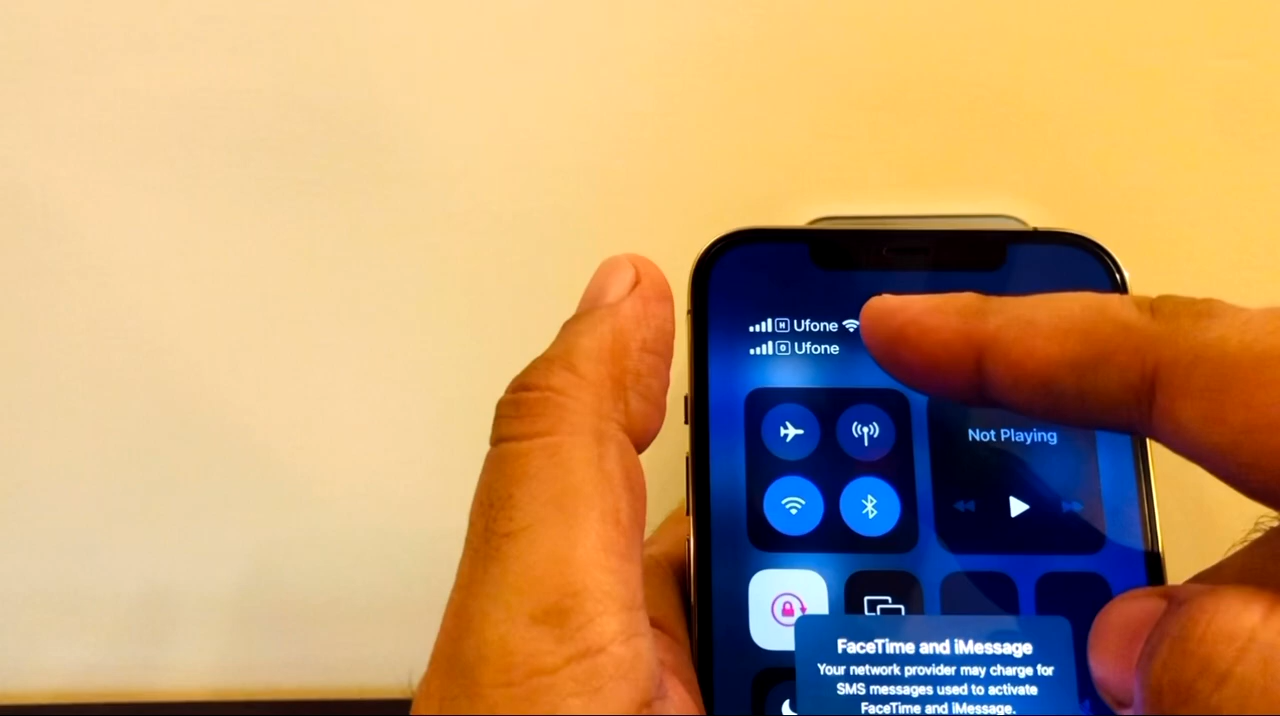 H Ufone
G Ufone
Not Playing
FaceTime and iMessage
Your network provider may charge for
SMS messages used to activate
FaceTime and iMessage.